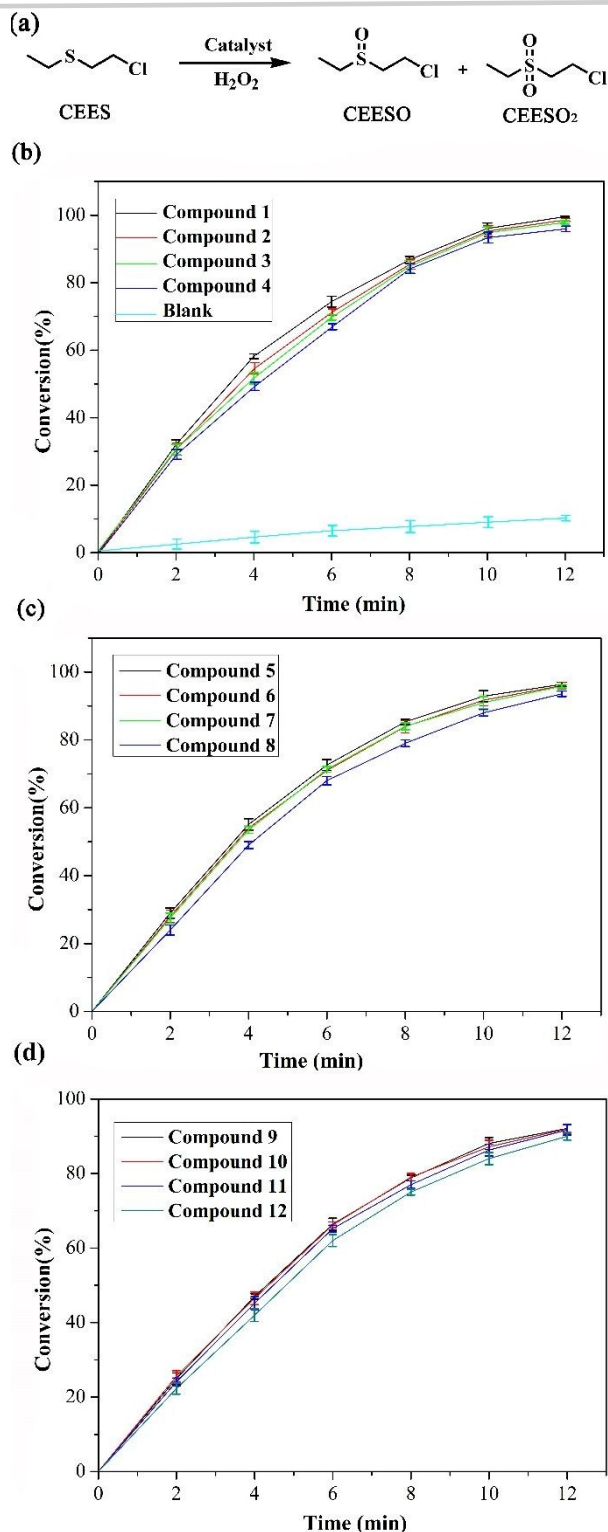 (a)
O
S
Cl
Catalyst
H₂O₂
S
Cl
+
O
S
O
Cl
CEES
CEESO
CEESO₂
(b)
100
80
60
40
20
0
Conversion(%)
Compound 1
Compound 2
Compound 3
Compound 4
Blank
0 2 4 6 8 10 12
Time (min)
(c)
100
80
60
40
20
0
Conversion(%)
Compound 5
Compound 6
Compound 7
Compound 8
0 2 4 6 8 10 12
Time (min)
(d)
100
80
60
40
20
0
Conversion(%)
Compound 9
Compound 10
Compound 11
Compound 12
0 2 4 6 8 10 12
Time (min)